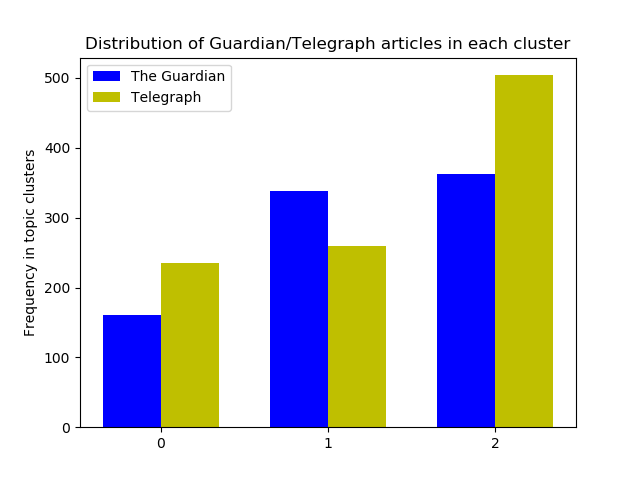 Distribution of Guardian/Telegraph articles in each cluster
The Guardian
Telegraph
Frequency in topic clusters
500
400
300
200
100
0
0 1 2